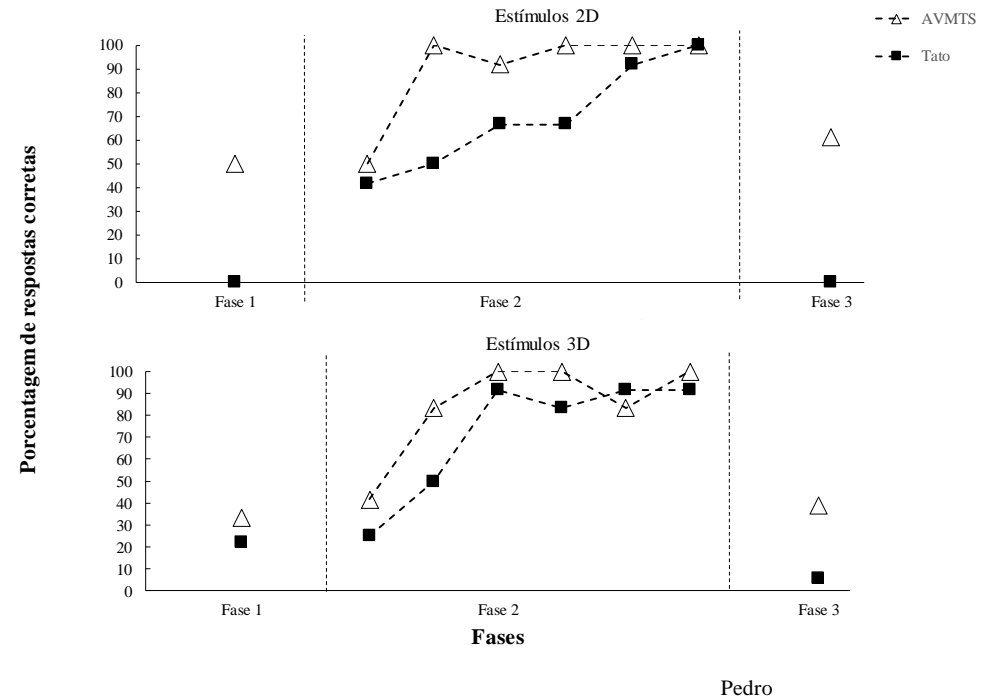 Estímulos 2D
AVMTS
Tato
100
90
80
70
60
50
40
30
20
10
0
Fase 1
Fase 2
Fase 3
Porcentagem de respostas corretas
Estímulos 3D
100
90
80
70
60
50
40
30
20
10
0
Fase 1
Fase 2
Fase 3
Fases
Pedro